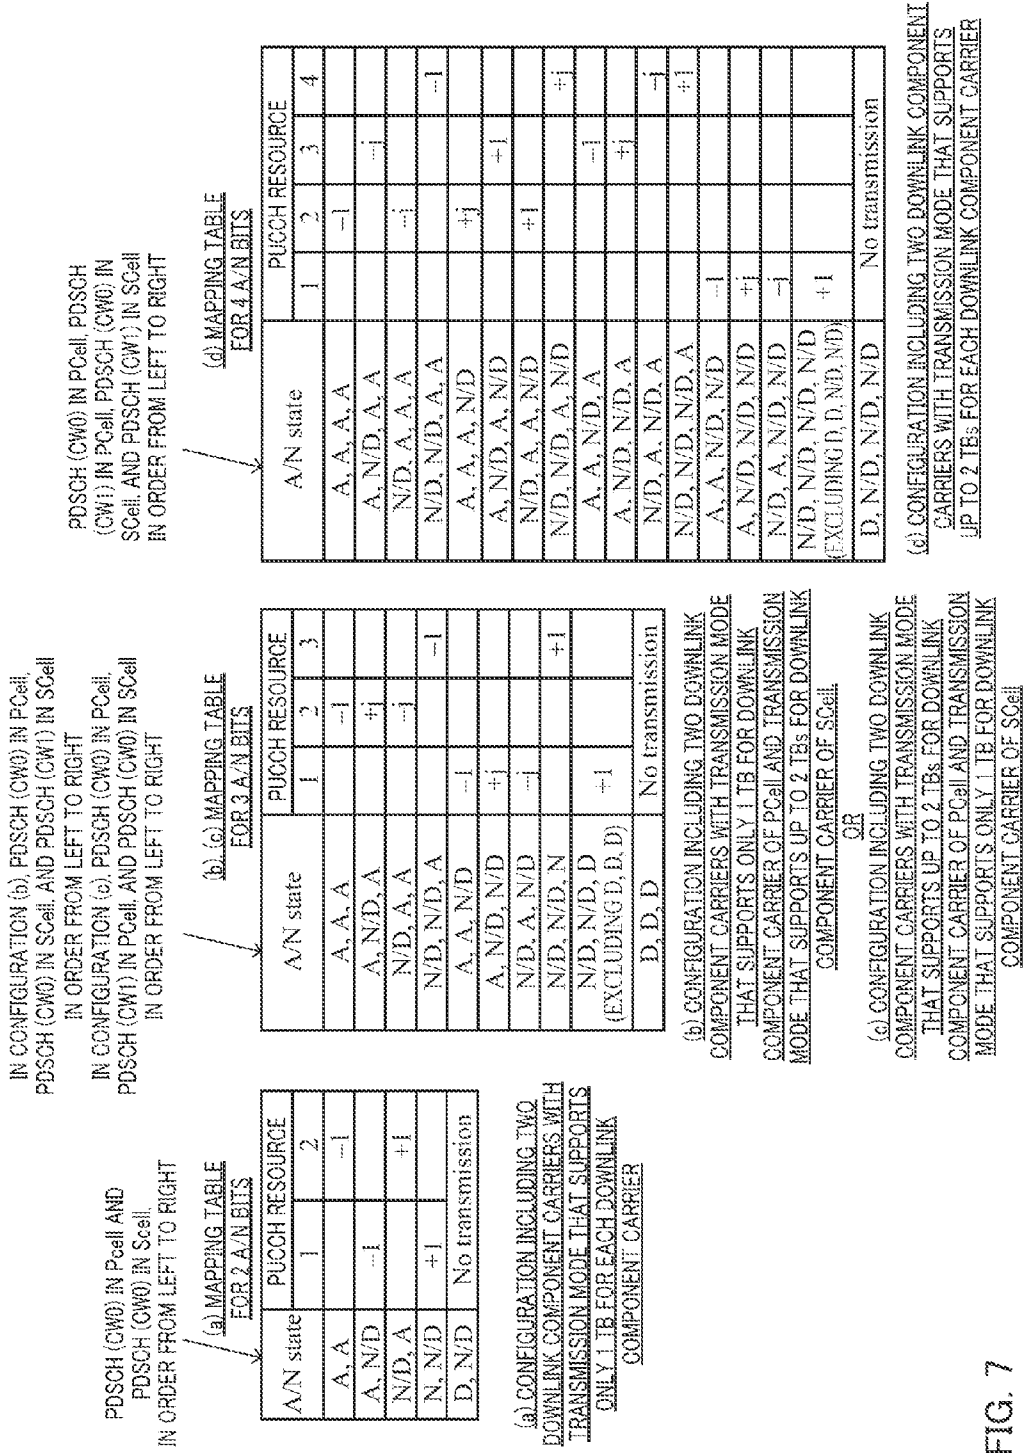 PDSCH (CW0) IN Pcell AND
PDSCH (CW0) IN Scell,
IN ORDER FROM LEFT TO RIGHT
(a) MAPPING TABLE
FOR 2 A/N BITS
A/N state PUCCH RESOURCE
1 2
A, A −1
A, N/D −1
N/D, A +1
N, N/D +1
D, N/D No transmission
(a) CONFIGURATION INCLUDING TWO
DOWNLINK COMPONENT CARRIERS WITH
TRANSMISSION MODE THAT SUPPORTS
ONLY 1 TB FOR EACH DOWNLINK
COMPONENT CARRIER
IN CONFIGURATION (b), PDSCH (CW0) IN PCell,
PDSCH (CW0) IN SCell, AND PDSCH (CW1) IN SCell
IN ORDER FROM LEFT TO RIGHT
IN CONFIGURATION (c), PDSCH (CW0) IN PCell,
PDSCH (CW1) IN PCell, AND PDSCH (CW0) IN SCell
IN ORDER FROM LEFT TO RIGHT
(b), (c) MAPPING TABLE
FOR 3 A/N BITS
A/N state PUCCH RESOURCE
1 2 3
A, A, A −1
A, N/D, A +j
N/D, A, A −j
N/D, N/D, A −1
A, A, N/D −1
A, N/D, N/D +j
N/D, A, N/D −j
N/D, N/D, N +1
N/D, N/D, D
(EXCLUDING D, D, D) +1
D, D, D No transmission
(b) CONFIGURATION INCLUDING TWO DOWNLINK
COMPONENT CARRIERS WITH TRANSMISSION MODE
THAT SUPPORTS ONLY 1 TB FOR DOWNLINK
COMPONENT CARRIER OF PCell AND TRANSMISSION
MODE THAT SUPPORTS UP TO 2 TBs FOR DOWNLINK
COMPONENT CARRIER OF SCell,
OR
(c) CONFIGURATION INCLUDING TWO DOWNLINK
COMPONENT CARRIERS WITH TRANSMISSION MODE
THAT SUPPORTS UP TO 2 TBs FOR DOWNLINK
COMPONENT CARRIER OF PCell AND TRANSMISSION
MODE THAT SUPPORTS ONLY 1 TB FOR DOWNLINK
COMPONENT CARRIER OF SCell
PDSCH (CW0) IN PCell, PDSCH
(CW1) IN PCell, PDSCH (CW0) IN
SCell, AND PDSCH (CW1) IN SCell
IN ORDER FROM LEFT TO RIGHT
(d) MAPPING TABLE
FOR 4 A/N BITS
A/N state PUCCH RESOURCE
1 2 3 4
A, A, A, A −1
A, N/D, A, A −j
N/D, A, A, A −j
N/D, N/D, A, A −1
A, A, A, N/D +j
A, N/D, A, N/D +1
N/D, A, A, N/D +1
N/D, N/D, A, N/D +j
A, A, N/D, A −1
A, N/D, N/D, A +j
N/D, A, N/D, A −j
N/D, N/D, N/D, A +1
A, A, N/D, N/D −1
A, N/D, N/D, N/D +j
N/D, A, N/D, N/D −j
N/D, N/D, N/D, N/D
(EXCLUDING D, D, N/D, N/D) +1
D, N/D, N/D, N/D No transmission
(d) CONFIGURATION INCLUDING TWO DOWNLINK COMPONENT
CARRIERS WITH TRANSMISSION MODE THAT SUPPORTS
UP TO 2 TBs FOR EACH DOWNLINK COMPONENT CARRIER
FIG. 7